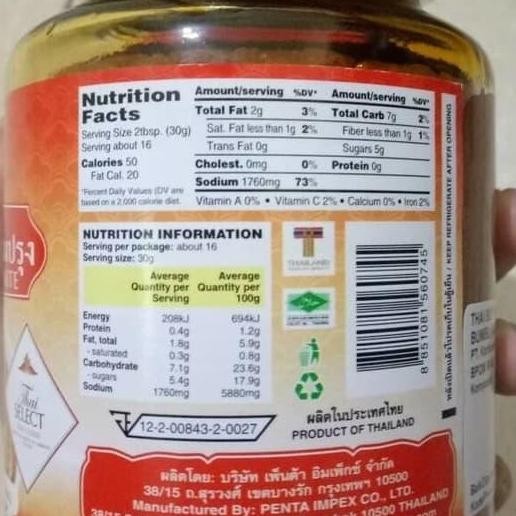 Nutrition Facts
Serving Size 2tbsp. (30g)
Serving about 16
Calories 50
Fat Cal. 20
*Percent Daily Values (DV are
based on a 2,000 calorie diet.
Amount/serving %DV*
Total Fat 2g 3%
Sat. Fat less than 1g 2%
Trans Fat 0g
Cholest. 0mg 0%
Sodium 1760mg 73%
Amount/serving %DV*
Total Carb 7g 2%
Fiber less than 1g 1%
Sugars 5g
Protein 0g
Vitamin A 0% • Vitamin C 2% • Calcium 0% • Iron 2%
NUTRITION INFORMATION
Serving per package: about 16
Serving size: 30g
Average Quantity per Serving
Average Quantity per 100g
Energy 208kJ 694kJ
Protein 0.4g 1.2g
Fat, total 1.8g 5.9g
- saturated 0.3g 0.8g
Carbohydrate 7.1g 23.6g
- sugars 5.4g 17.9g
Sodium 1760mg 5880mg
12-2-00843-2-0027
THAILAND
8 851081 560745
KEEP REFRIGERATE AFTER OPENING
Thai
SELECT
ผลิตในประเทศไทย
PRODUCT OF THAILAND
ผลิตโดย: บริษัท เพ็นต้า อิมเพ็กซ์ จำกัด
38/15 ถ.สุรวงศ์ เขตบางรัก กรุงเทพฯ 10500
Manufactured By: PENTA IMPEX CO., LTD.
10500 THAILAND